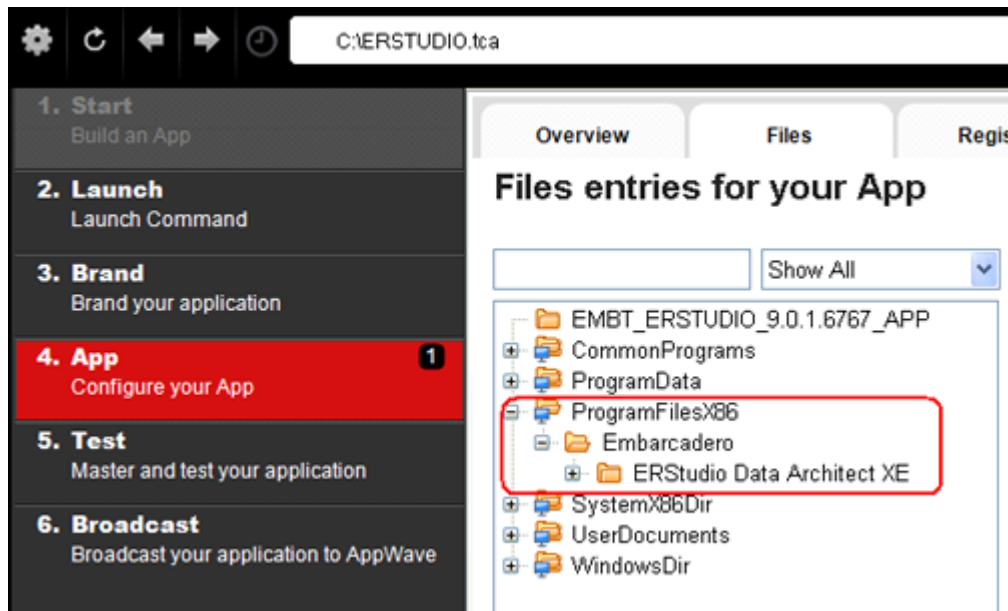 C:\ERSTUDIO.tca
1. Start
Build an App
2. Launch
Launch Command
3. Brand
Brand your application
4. App 1
Configure your App
5. Test
Master and test your application
6. Broadcast
Broadcast your application to AppWave
Overview Files Regis
Files entries for your App
Show All
EMBT_ERSTUDIO_9.0.1.6767_APP
CommonPrograms
ProgramData
ProgramFilesX86
Embarcadero
ERStudio Data Architect XE
SystemX86Dir
UserDocuments
WindowsDir